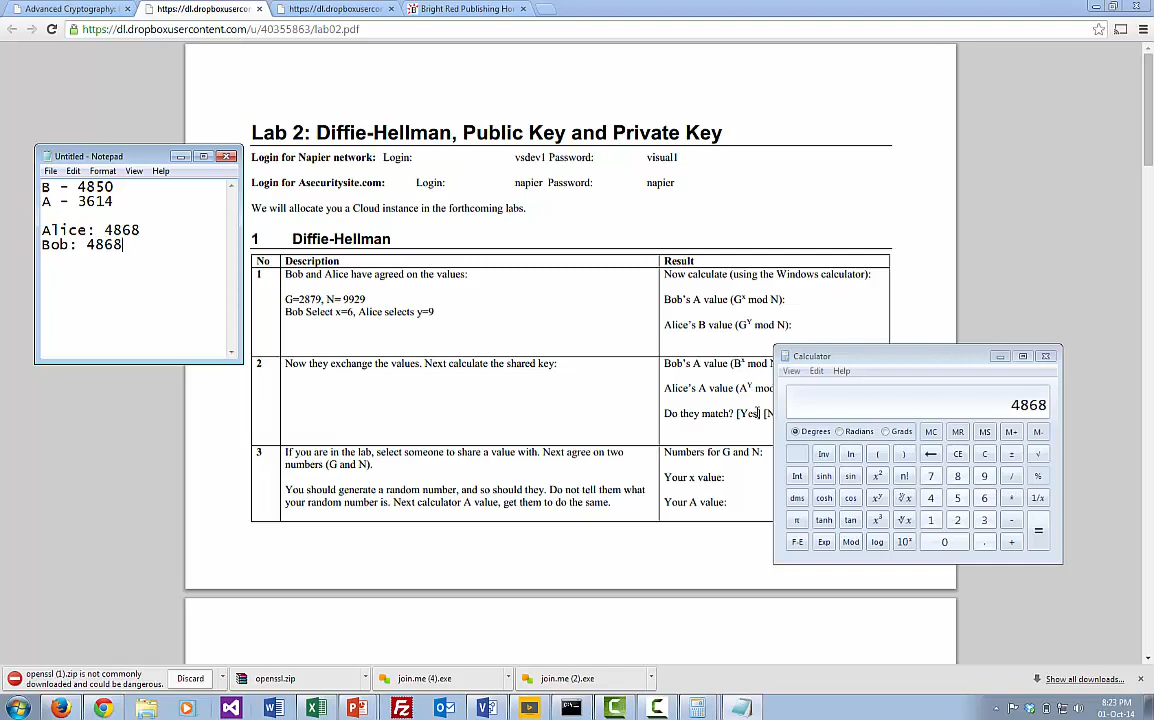 Advanced Cryptography:
https://dl.dropboxusercor
https://dl.dropboxusercor
Bright Red Publishing Ho
https://dl.dropboxusercontent.com/u/40355863/lab02.pdf
Lab 2: Diffie-Hellman, Public Key and Private Key
Login for Napier network: Login: vsdev1 Password: visual1
Login for Asecuritysite.com: Login: napier Password: napier
We will allocate you a Cloud instance in the forthcoming labs.
1 Diffie-Hellman
No Description Result
1 Bob and Alice have agreed on the values: Now calculate (using the Windows calculator):
G=2879, N= 9929 Bob's A value (Gˣ mod N):
Bob Select x=6, Alice selects y=9
Alice's B value (Gʸ mod N):
2 Now they exchange the values. Next calculate the shared key: Bob's A value (Bˣ mod
Alice's A value (Aʸ mod
Do they match? [Yes] [N
3 If you are in the lab, select someone to share a value with. Next agree on two Numbers for G and N:
numbers (G and N).
You should generate a random number, and so should they. Do not tell them what Your x value:
your random number is. Next calculator A value, get them to do the same. Your A value:
Untitled - Notepad
File Edit Format View Help
B - 4850
A - 3614
Alice: 4868
Bob: 4868
Calculator
View Edit Help
4868
Degrees Radians Grads MC MR MS M+ M-
Inv ln ( ) ← CE C ± √
Int sinh sin x² n! 7 8 9 / %
dms cosh cos xʸ ʸ√x 4 5 6 * 1/x
π tanh tan x³ ³√x 1 2 3 - =
F-E Exp Mod log 10ˣ 0 . +
openssl (1).zip is not commonly
downloaded and could be dangerous.
Discard
openssl.zip
join.me (4).exe
join.me (2).exe
Show all downloads...
8:23 PM
01-Oct-14